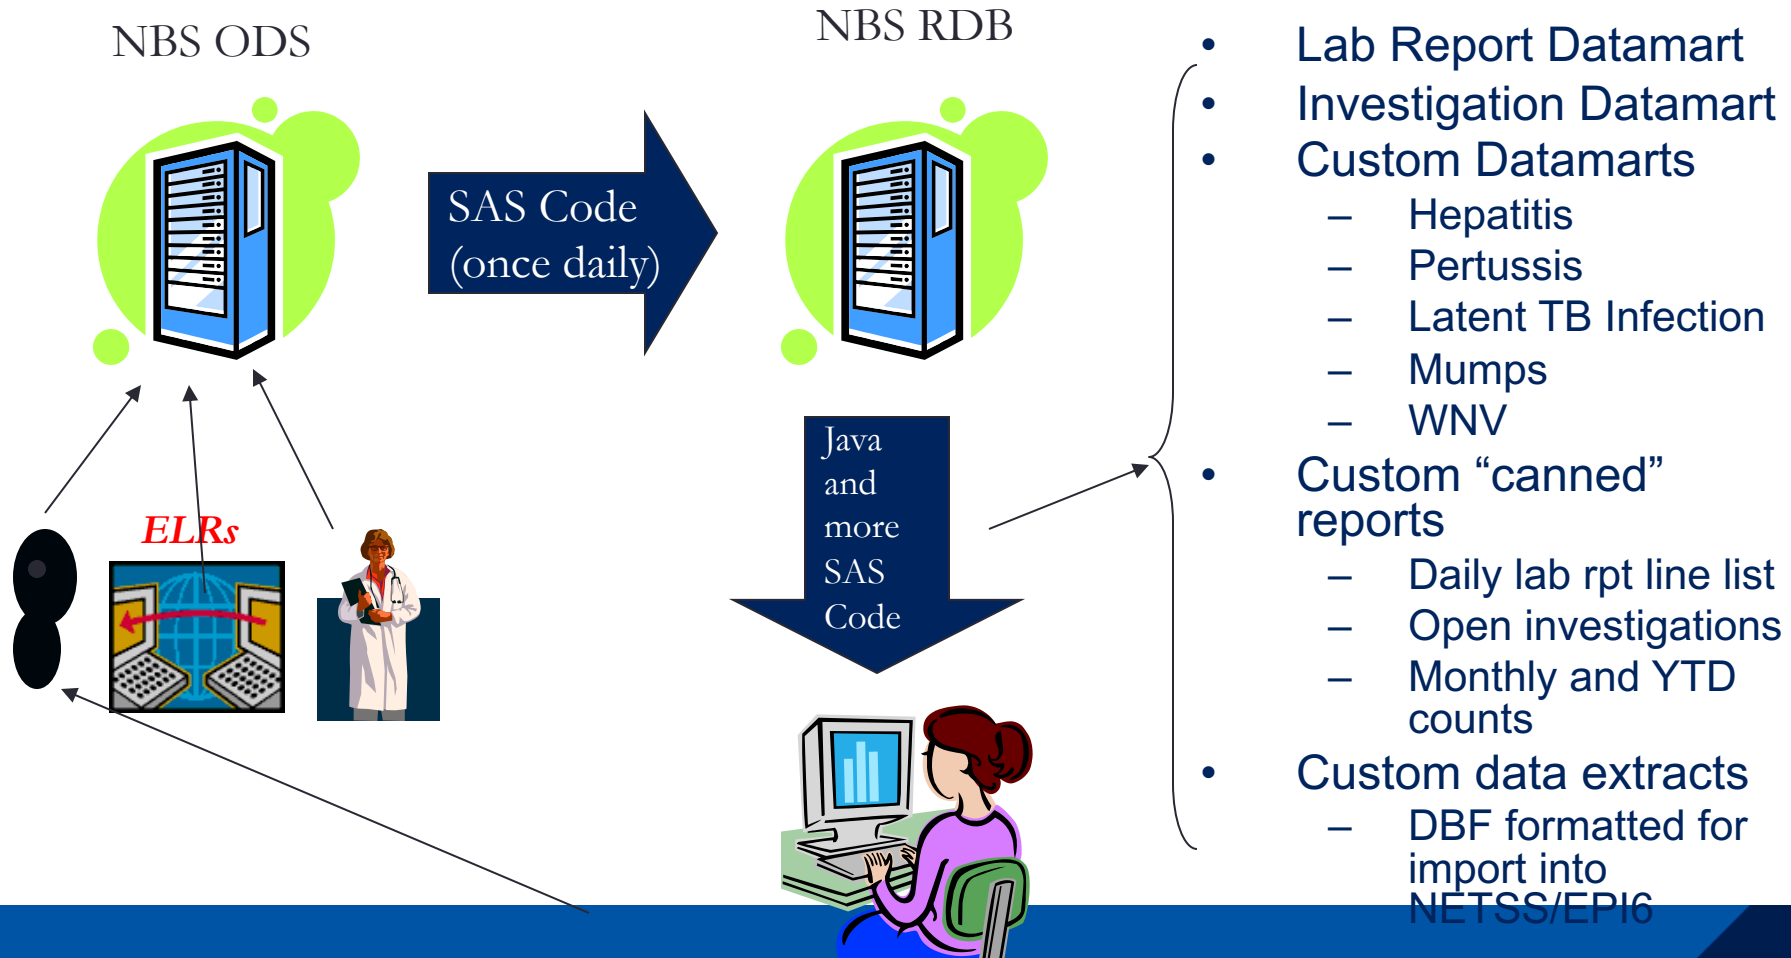 NBS ODS
NBS RDB
SAS Code
(once daily)
ELRs
Java
and
more
SAS
Code
• Lab Report Datamart
• Investigation Datamart
• Custom Datamarts
– Hepatitis
– Pertussis
– Latent TB Infection
– Mumps
– WNV
• Custom “canned”
reports
– Daily lab rpt line list
– Open investigations
– Monthly and YTD
counts
• Custom data extracts
– DBF formatted for
import into
NETSS/EPI6